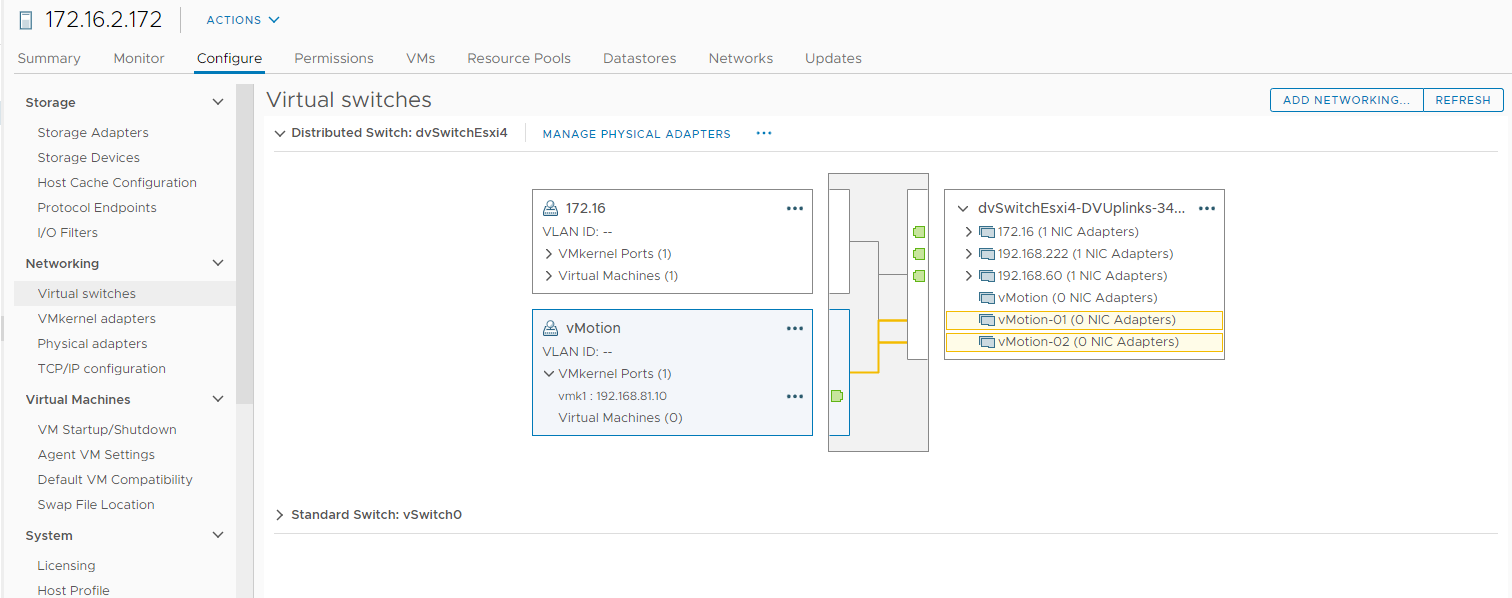 172.16.2.172 ACTIONS
Summary Monitor Configure Permissions VMs Resource Pools Datastores Networks Updates
Storage
Storage Adapters
Storage Devices
Host Cache Configuration
Protocol Endpoints
I/O Filters
Networking
Virtual switches
VMkernel adapters
Physical adapters
TCP/IP configuration
Virtual Machines
VM Startup/Shutdown
Agent VM Settings
Default VM Compatibility
Swap File Location
System
Licensing
Host Profile
Virtual switches
ADD NETWORKING... REFRESH
Distributed Switch: dvSwitchEsxi4 MANAGE PHYSICAL ADAPTERS ...
172.16 ...
VLAN ID: --
VMkernel Ports (1)
Virtual Machines (1)
vMotion ...
VLAN ID: --
VMkernel Ports (1)
vmk1 : 192.168.81.10 ...
Virtual Machines (0)
dvSwitchEsxi4-DVUplinks-34... ...
172.16 (1 NIC Adapters)
192.168.222 (1 NIC Adapters)
192.168.60 (1 NIC Adapters)
vMotion (0 NIC Adapters)
vMotion-01 (0 NIC Adapters)
vMotion-02 (0 NIC Adapters)
Standard Switch: vSwitch0